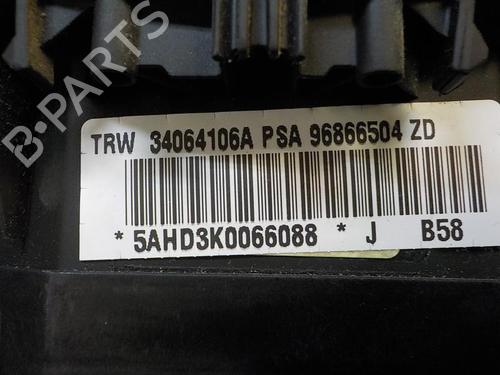 B-PARTS
TRW 34064106A PSA 96866504 ZD
* 5AHD3K0066088 * J B58